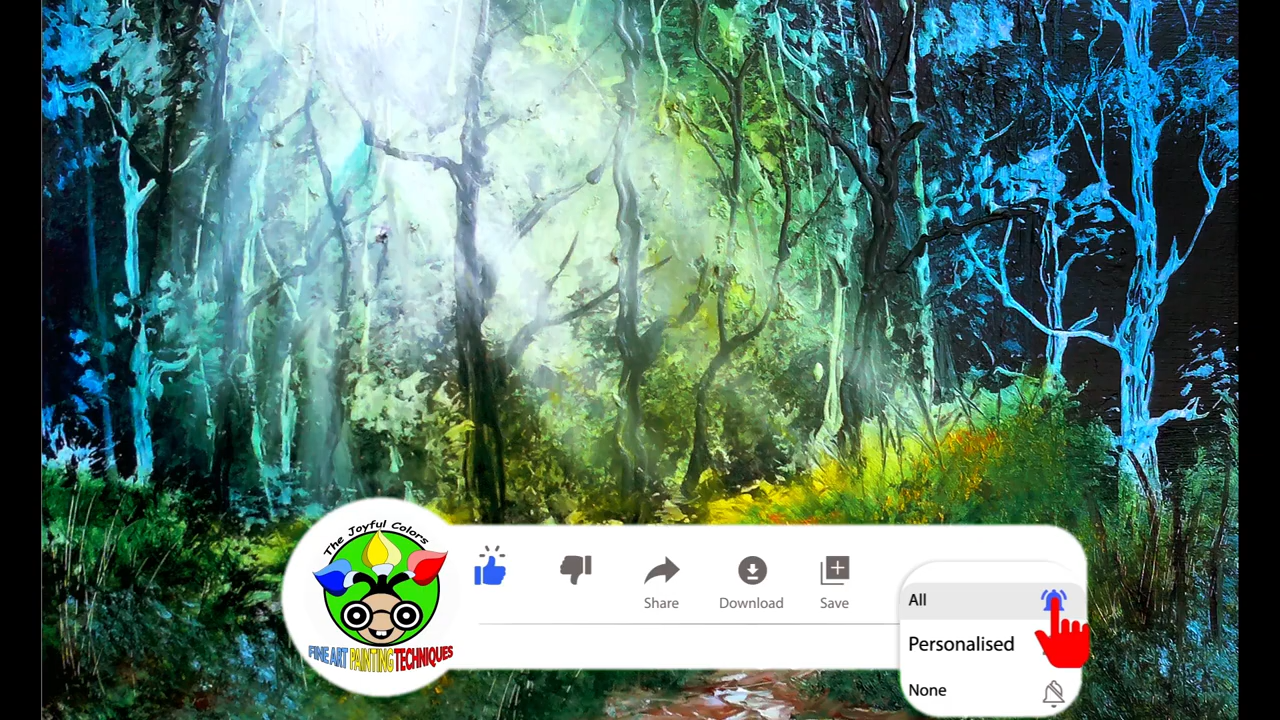 The Joyful Colors
FINE ART PAINTING TECHNIQUES
Share
Download
Save
All
Personalised
None